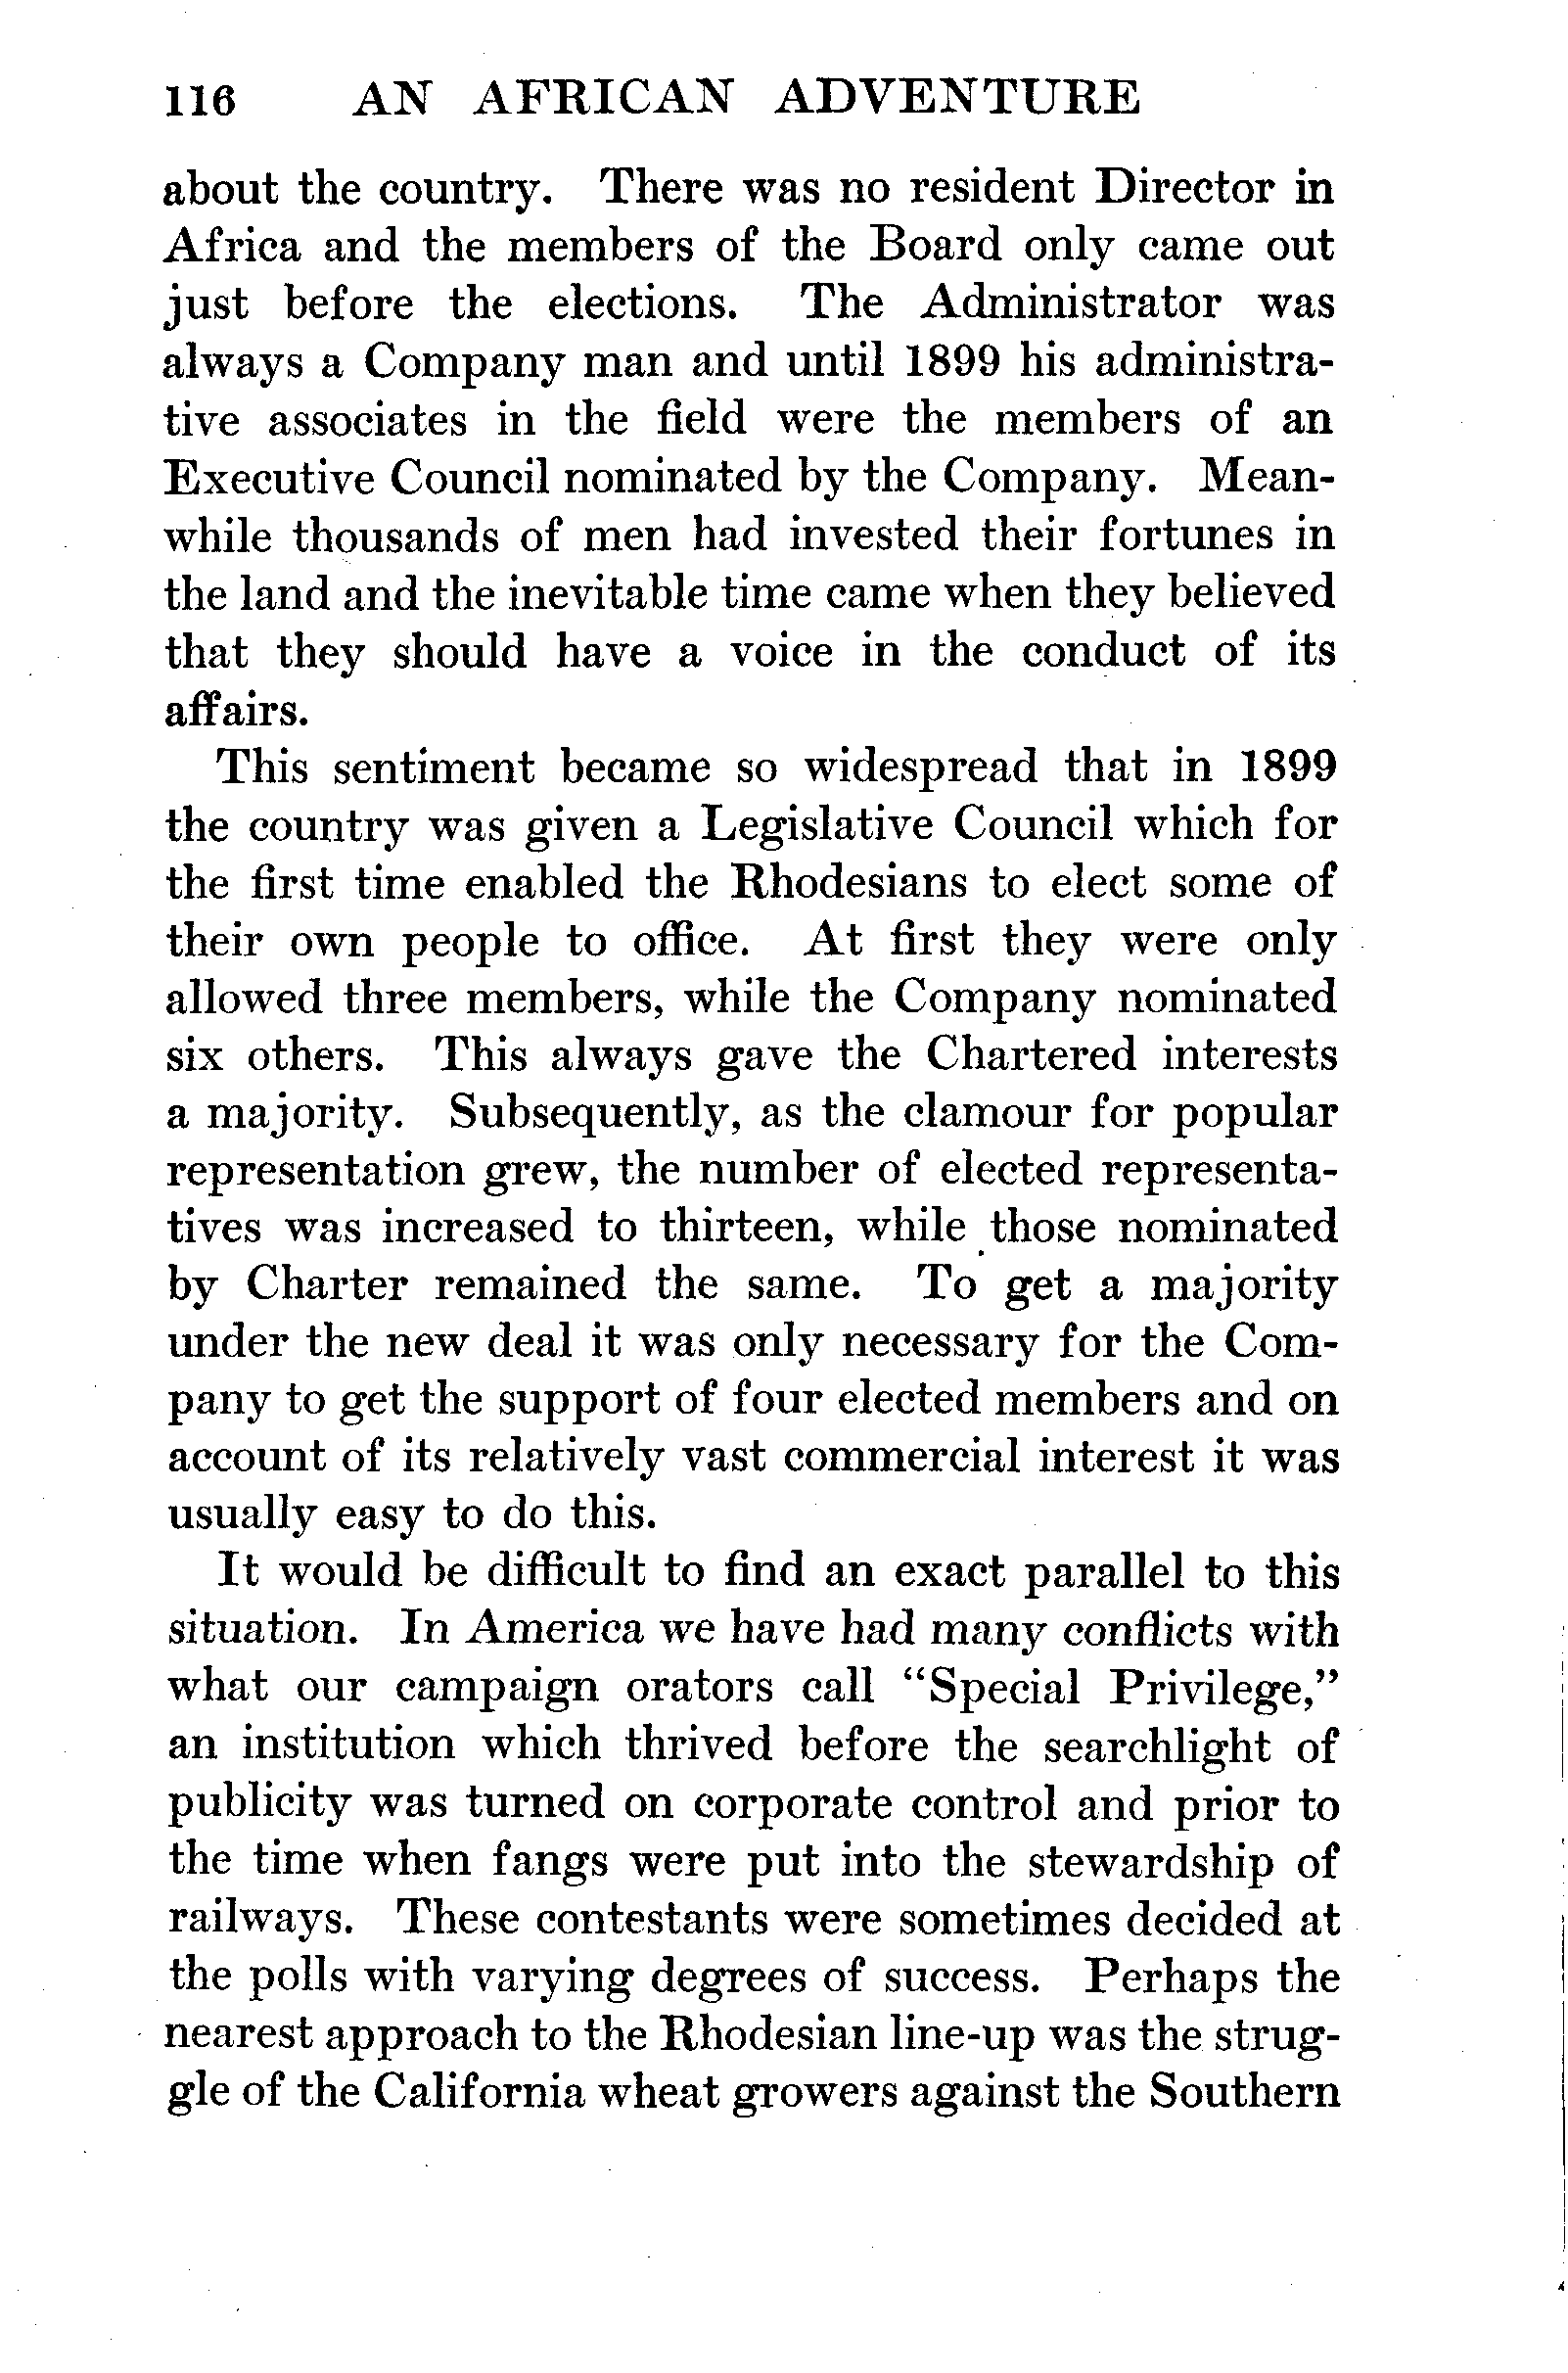 116 AN AFRICAN ADVENTURE
about the country. There was no resident Director in
Africa and the members of the Board only came out
just before the elections. The Administrator was
always a Company man and until 1899 his administra-
tive associates in the field were the members of an
Executive Council nominated by the Company. Mean-
while thousands of men had invested their fortunes in
the land and the inevitable time came when they believed
that they should have a voice in the conduct of its
affairs.
This sentiment became so widespread that in 1899
the country was given a Legislative Council which for
the first time enabled the Rhodesians to elect some of
their own people to office. At first they were only
allowed three members, while the Company nominated
six others. This always gave the Chartered interests
a majority. Subsequently, as the clamour for popular
representation grew, the number of elected representa-
tives was increased to thirteen, while those nominated
by Charter remained the same. To get a majority
under the new deal it was only necessary for the Com-
pany to get the support of four elected members and on
account of its relatively vast commercial interest it was
usually easy to do this.
It would be difficult to find an exact parallel to this
situation. In America we have had many conflicts with
what our campaign orators call "Special Privilege,"
an institution which thrived before the searchlight of
publicity was turned on corporate control and prior to
the time when fangs were put into the stewardship of
railways. These contestants were sometimes decided at
the polls with varying degrees of success. Perhaps the
nearest approach to the Rhodesian line-up was the strug-
gle of the California wheat growers against the Southern